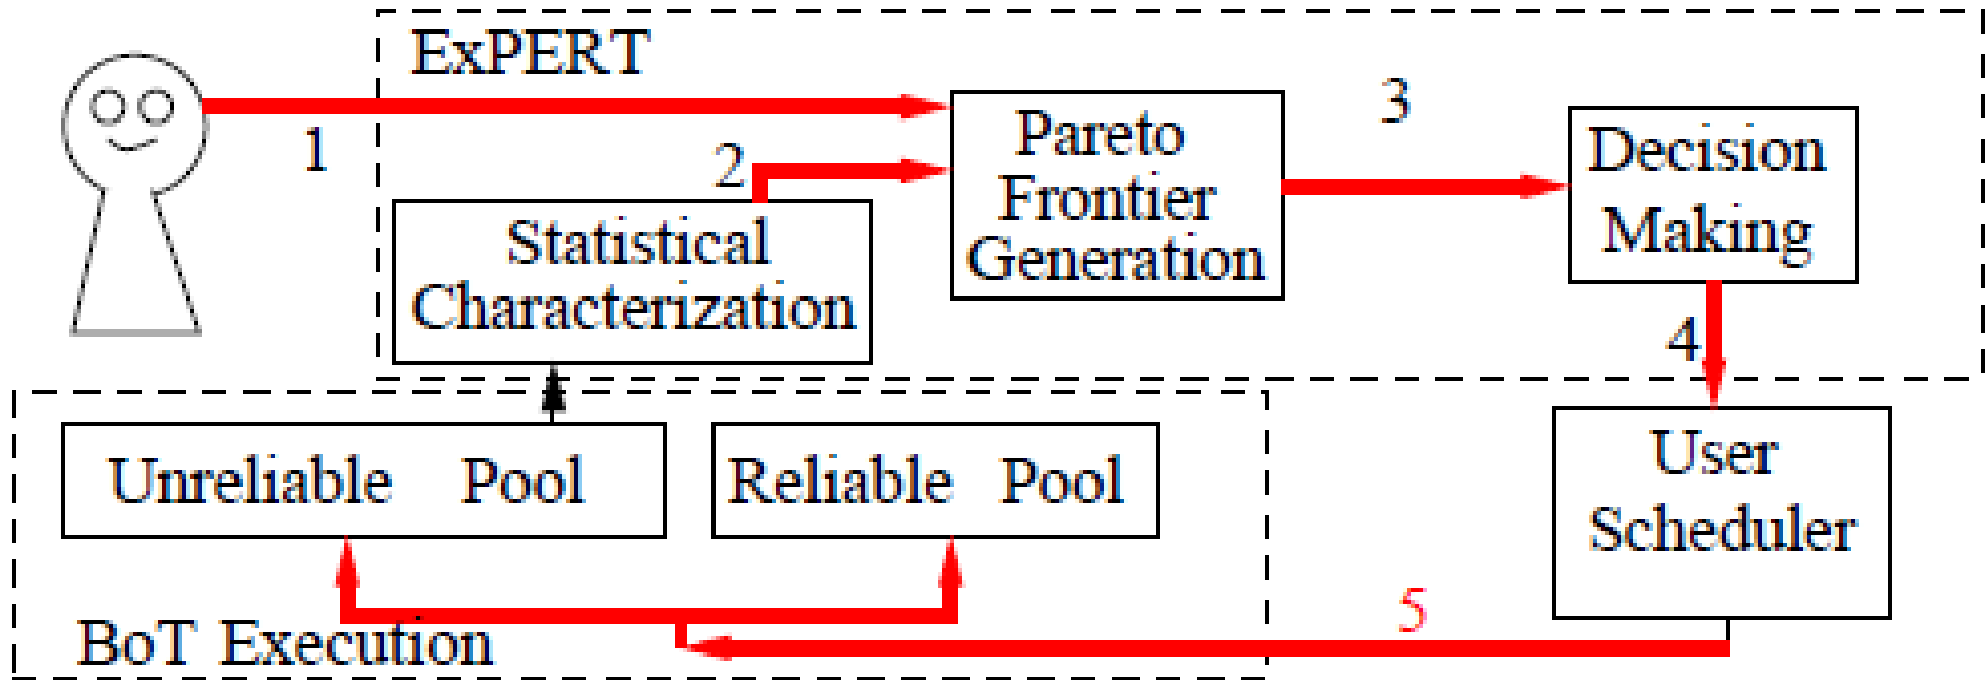 ExPERT
1
2
3
Pareto
Frontier
Generation
Decision
Making
Statistical
Characterization
4
Unreliable Pool
Reliable Pool
User
Scheduler
5
BoT Execution